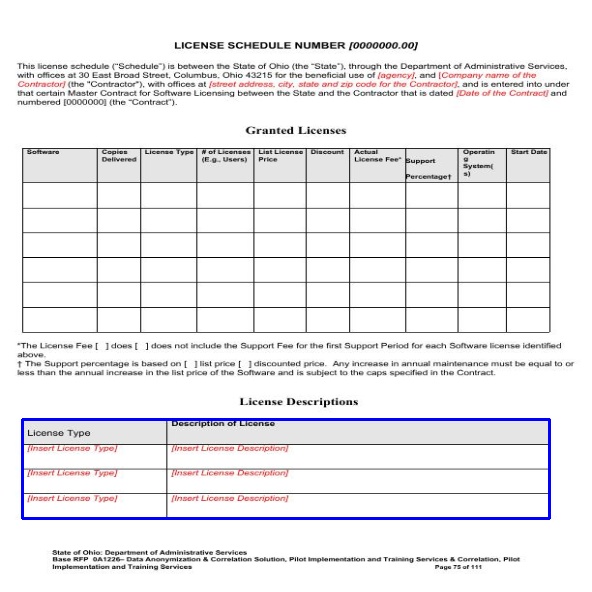 LICENSE SCHEDULE NUMBER [0000000.00]
This license schedule (“Schedule”) is between the State of Ohio (the “State”), through the Department of Administrative Services,
with offices at 30 East Broad Street, Columbus, Ohio 43215 for the beneficial use of [agency], and [Company name of the
Contractor] (the "Contractor"), with offices at [street address, city, state and zip code for the Contractor], and is entered into under
that certain Master Contract for Software Licensing between the State and the Contractor that is dated [Date of the Contract] and
numbered [0000000] (the “Contract”).
Granted Licenses
Software Copies Delivered License Type # of Licenses (E.g., Users) List License Price Discount Actual License Fee* Support Percentage† Operating System(s) Start Date
*The License Fee [ ] does [ ] does not include the Support Fee for the first Support Period for each Software license identified
above.
† The Support percentage is based on [ ] list price [ ] discounted price. Any increase in annual maintenance must be equal to or
less than the annual increase in the list price of the Software and is subject to the caps specified in the Contract.
License Descriptions
License Type Description of License
[Insert License Type] [Insert License Description]
[Insert License Type] [Insert License Description]
[Insert License Type] [Insert License Description]
State of Ohio: Department of Administrative Services
Base RFP 0A1226– Data Anonymization & Correlation Solution, Pilot Implementation and Training Services & Correlation, Pilot
Implementation and Training Services Page 75 of 111